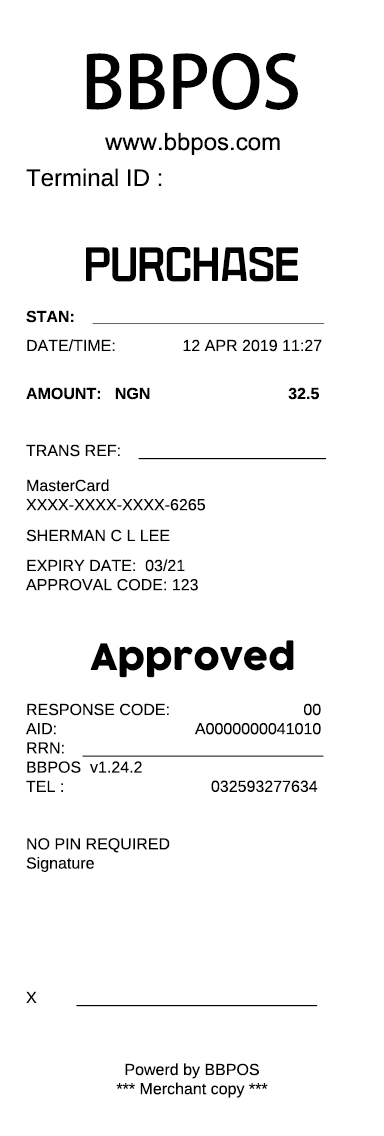 BBPOS
www.bbpos.com
Terminal ID :
PURCHASE
STAN:
DATE/TIME: 12 APR 2019 11:27
AMOUNT: NGN 32.5
TRANS REF:
MasterCard
XXXX-XXXX-XXXX-6265
SHERMAN C L LEE
EXPIRY DATE: 03/21
APPROVAL CODE: 123
Approved
RESPONSE CODE: 00
AID: A0000000041010
RRN:
BBPOS v1.24.2
TEL : 032593277634
NO PIN REQUIRED
Signature
X
Powerd by BBPOS
*** Merchant copy ***